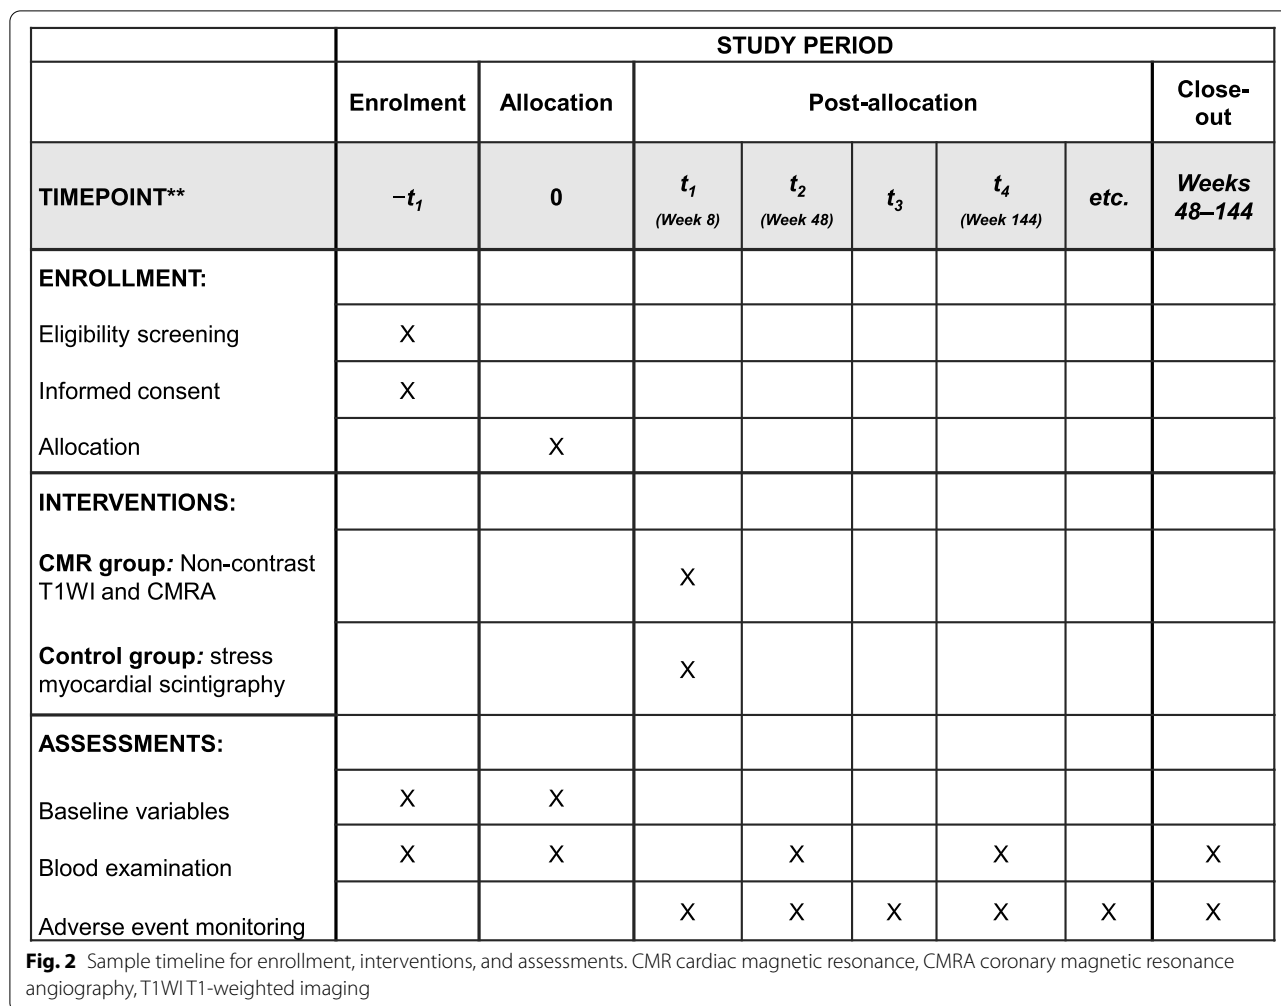 STUDY PERIOD
Enrolment Allocation Post-allocation Close-
out
TIMEPOINT** –t1 0 t1 t2 t3 t4 etc. Weeks
(Week 8) (Week 48) (Week 144) 48–144
ENROLLMENT:
Eligibility screening X
Informed consent X
Allocation X
INTERVENTIONS:
CMR group: Non-contrast
T1WI and CMRA X
Control group: stress
myocardial scintigraphy X
ASSESSMENTS:
Baseline variables X X
Blood examination X X X X X
Adverse event monitoring X X X X X X
Fig. 2 Sample timeline for enrollment, interventions, and assessments. CMR cardiac magnetic resonance, CMRA coronary magnetic resonance
angiography, T1WI T1-weighted imaging